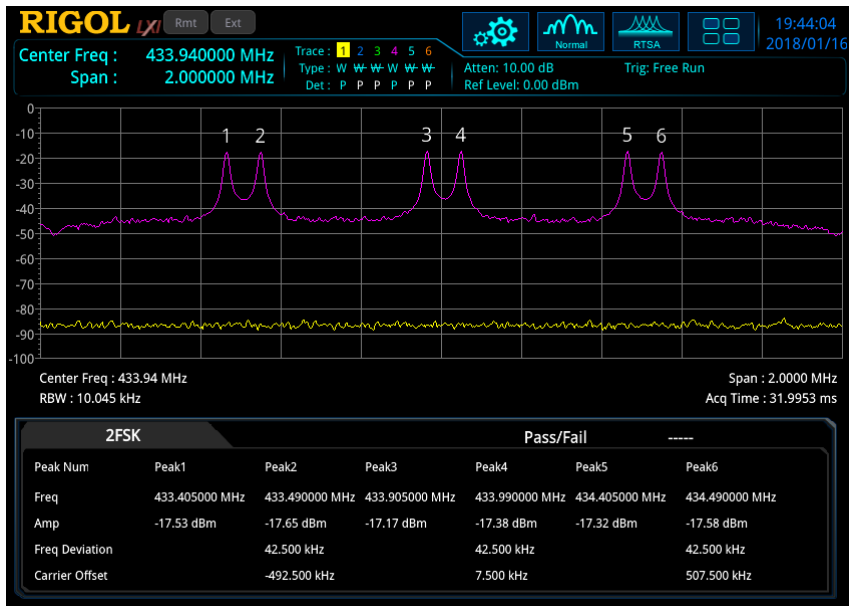 RIGOL LXI Rmt Ext
Normal RTSA
19:44:04
2018/01/16
Center Freq : 433.940000 MHz
Span : 2.000000 MHz
Trace : 1 2 3 4 5 6
Type : W W W W W W
Det : P P P P P P
Atten: 10.00 dB Trig: Free Run
Ref Level: 0.00 dBm
0
-10
-20
-30
-40
-50
-60
-70
-80
-90
-100
1 2 3 4 5 6
Center Freq : 433.94 MHz Span : 2.0000 MHz
RBW : 10.045 kHz Acq Time : 31.9953 ms
2FSK Pass/Fail -----
Peak Num Peak1 Peak2 Peak3 Peak4 Peak5 Peak6
Freq 433.405000 MHz 433.490000 MHz 433.905000 MHz 433.990000 MHz 434.405000 MHz 434.490000 MHz
Amp -17.53 dBm -17.65 dBm -17.17 dBm -17.38 dBm -17.32 dBm -17.58 dBm
Freq Deviation 42.500 kHz 42.500 kHz 42.500 kHz
Carrier Offset -492.500 kHz 7.500 kHz 507.500 kHz